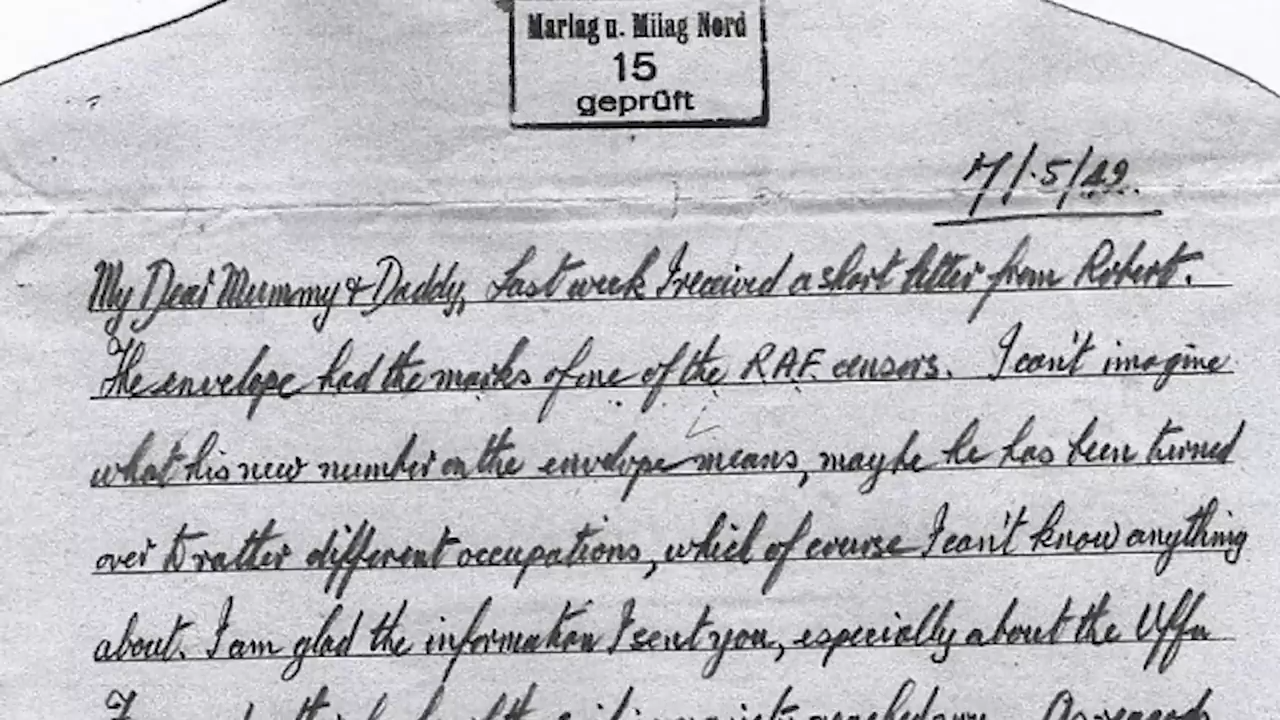 Marlag u. Milag Nord
15
geprüft
My Dear Mummy & Daddy, Last week I received a short letter from Robert.
The envelope had the marks of one of the RAF. censors. I can't imagine
what his new number on the envelope means, maybe he has been turned
over to rather different occupations, which of course I can't know anything
about. I am glad the information I sent you, especially about the